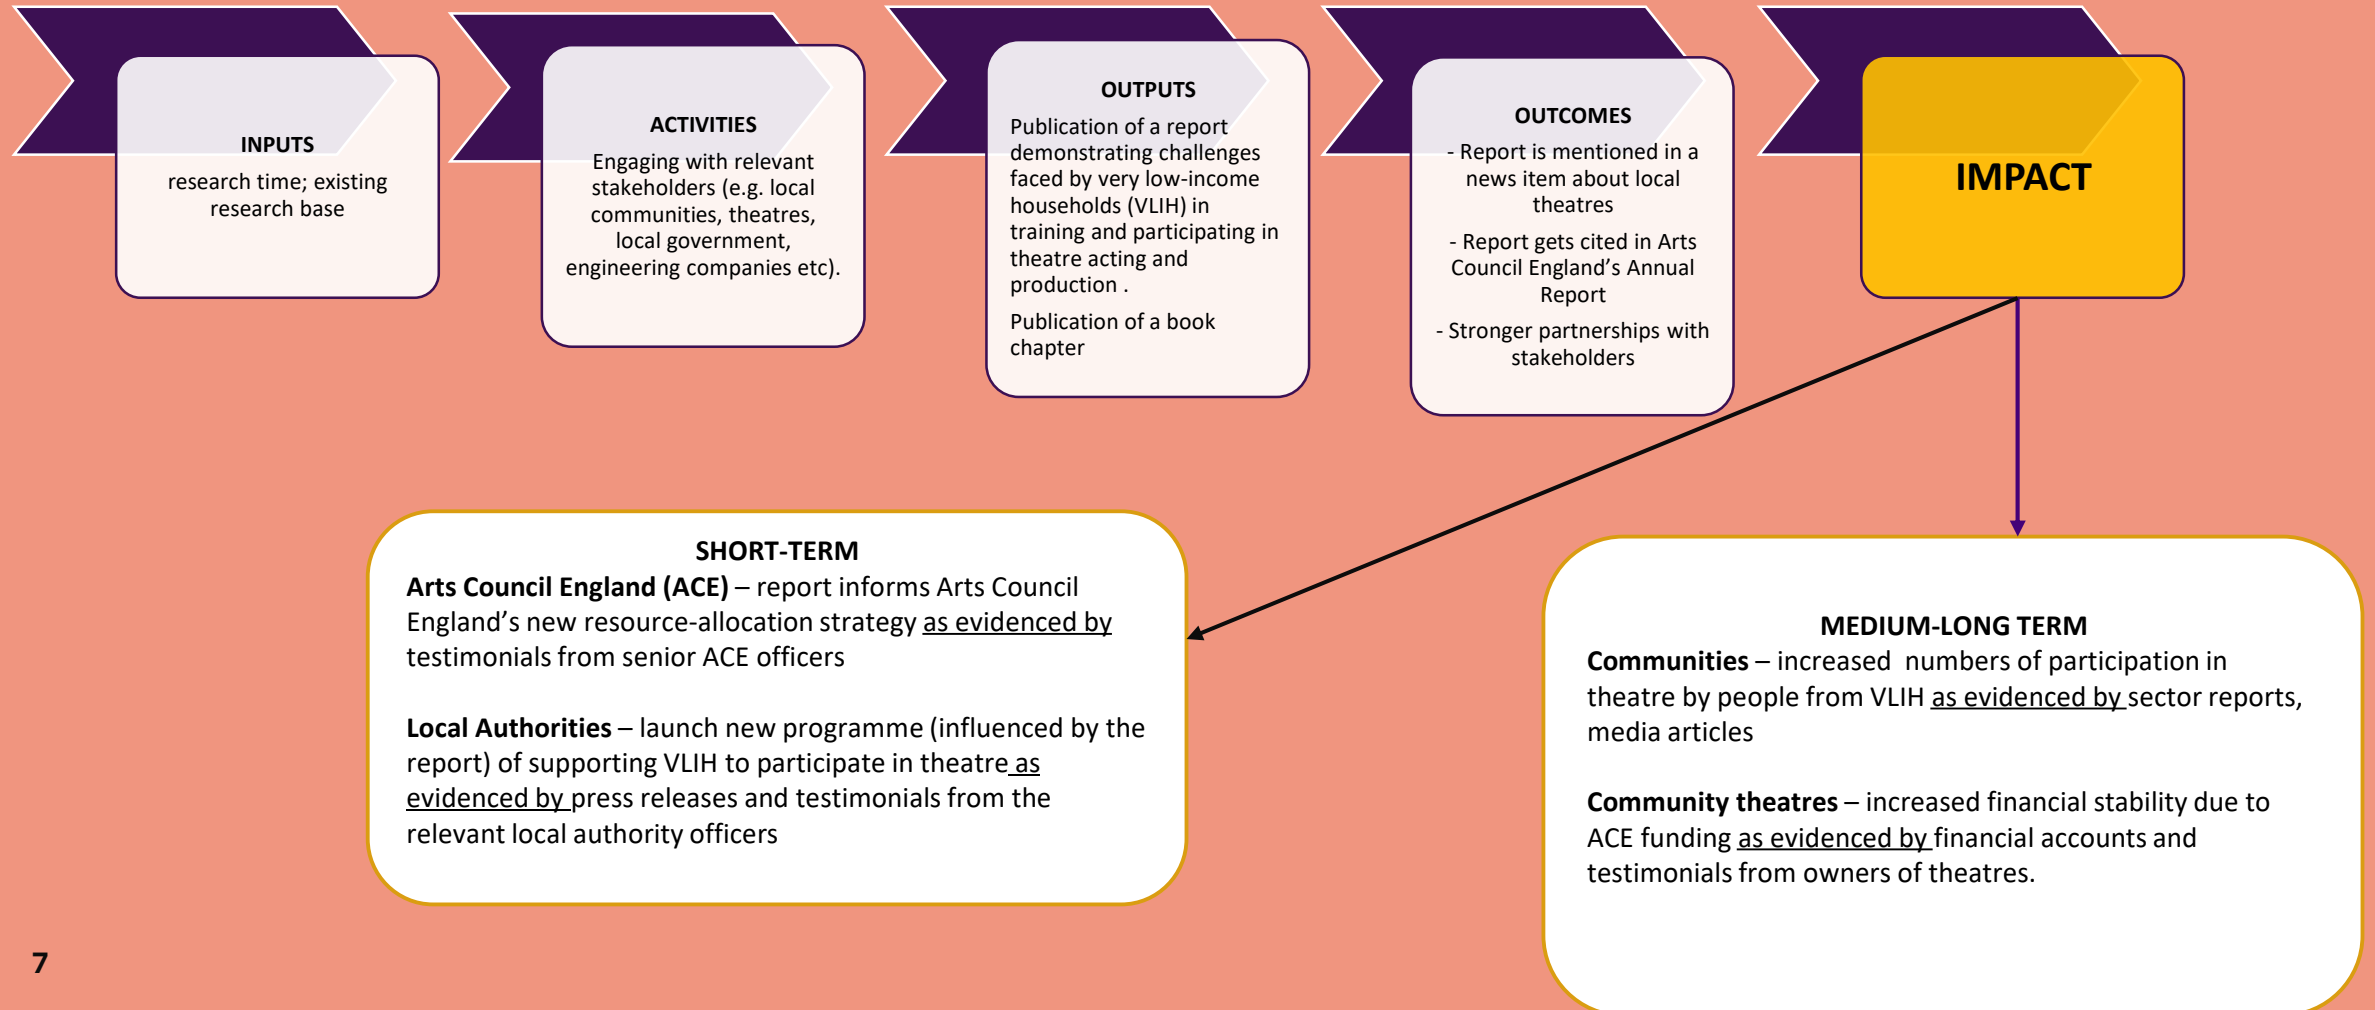 INPUTS
research time; existing
research base
ACTIVITIES
Engaging with relevant
stakeholders (e.g. local
communities, theatres,
local government,
engineering companies etc).
OUTPUTS
Publication of a report
demonstrating challenges
faced by very low-income
households (VLIH) in
training and participating in
theatre acting and
production .
Publication of a book
chapter
OUTCOMES
- Report is mentioned in a
news item about local
theatres
- Report gets cited in Arts
Council England’s Annual
Report
- Stronger partnerships with
stakeholders
IMPACT
SHORT-TERM
Arts Council England (ACE) – report informs Arts Council
England’s new resource-allocation strategy as evidenced by
testimonials from senior ACE officers
Local Authorities – launch new programme (influenced by the
report) of supporting VLIH to participate in theatre as
evidenced by press releases and testimonials from the
relevant local authority officers
MEDIUM-LONG TERM
Communities – increased  numbers of participation in
theatre by people from VLIH as evidenced by sector reports,
media articles
Community theatres – increased financial stability due to
ACE funding as evidenced by financial accounts and
testimonials from owners of theatres.
7